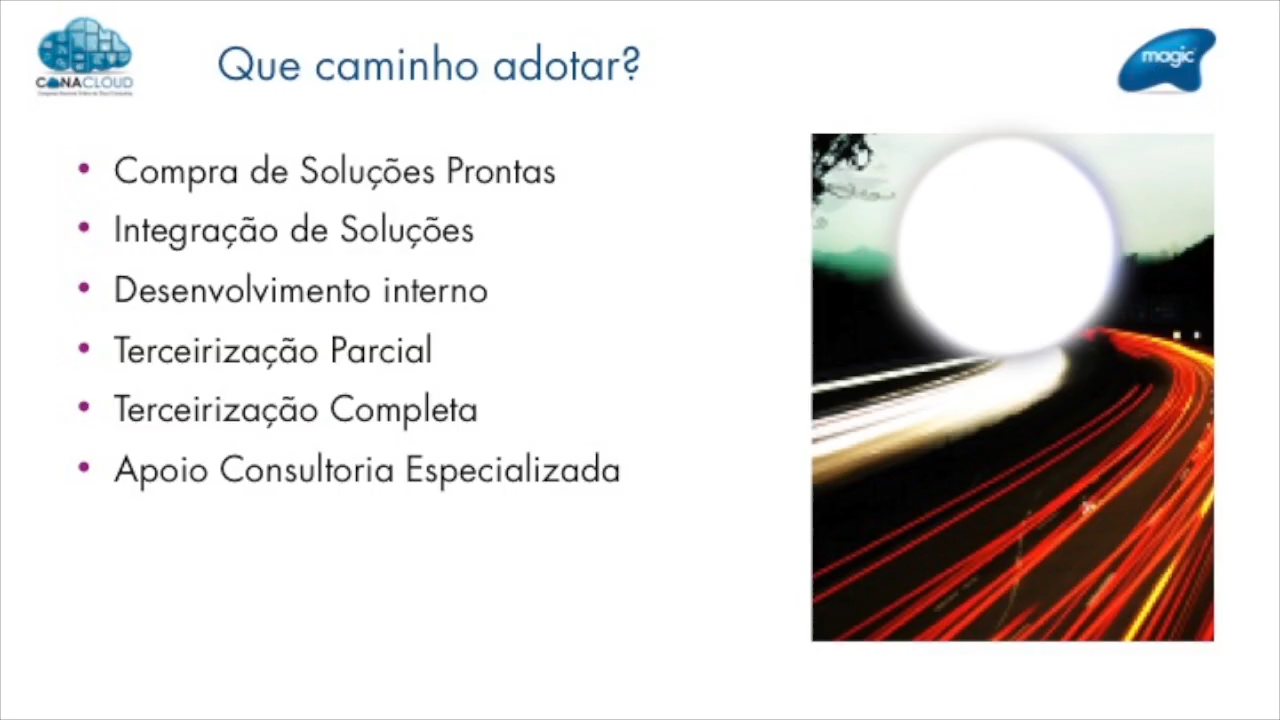 CONACLOUD
Que caminho adotar?
magic
• Compra de Soluções Prontas
• Integração de Soluções
• Desenvolvimento interno
• Terceirização Parcial
• Terceirização Completa
• Apoio Consultoria Especializada